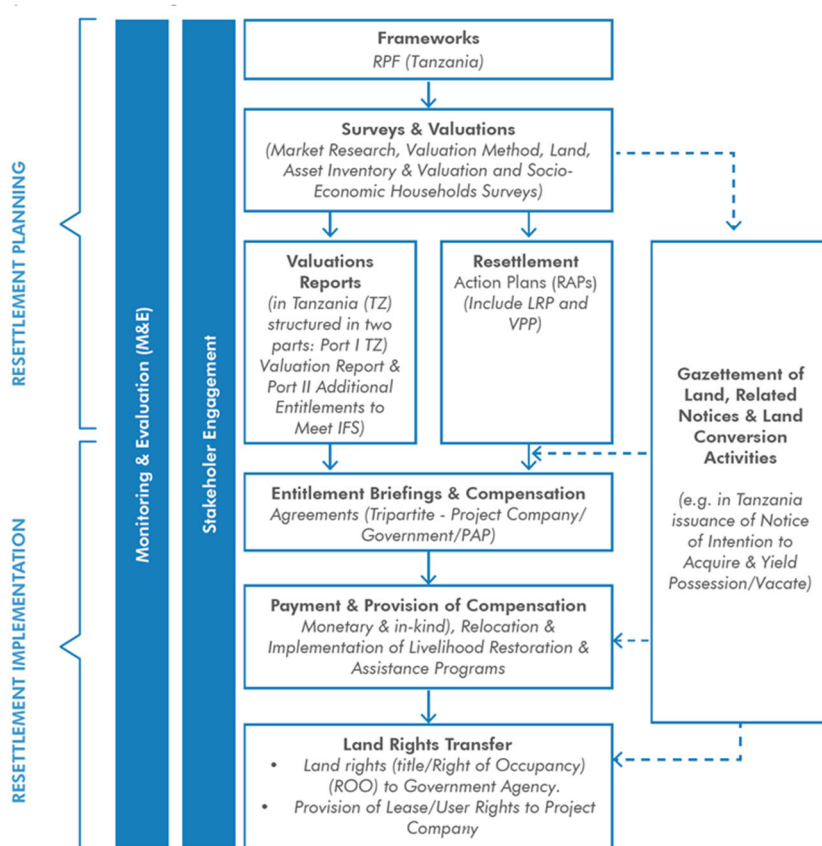 RESETTLEMENT PLANNING
RESETTLEMENT IMPLEMENTATION
Monitoring & Evaluation (M&E)
Stakeholer Engagement
Frameworks
RPF (Tanzania)
Surveys & Valuations
(Market Research, Valuation Method, Land,
Asset Inventory & Valuation and Socio-
Economic Households Surveys)
Valuations
Reports
(in Tanzania (TZ)
structured in two
parts: Port I TZ)
Valuation Report &
Port II Additional
Entitlements to
Meet IFS)
Resettlement
Action Plans (RAPs)
(Include LRP and
VPP)
Gazettement of
Land, Related
Notices & Land
Conversion
Activities
(e.g. in Tanzania
issuance of Notice
of Intention to
Acquire & Yield
Possession/Vacate)
Entitlement Briefings & Compensation
Agreements (Tripartite - Project Company/
Government/PAP)
Payment & Provision of Compensation
Monetary & in-kind), Relocation &
Implementation of Livelihood Restoration &
Assistance Programs
Land Rights Transfer
• Land rights (title/Right of Occupancy)
(ROO) to Government Agency.
• Provision of Lease/User Rights to Project
Company